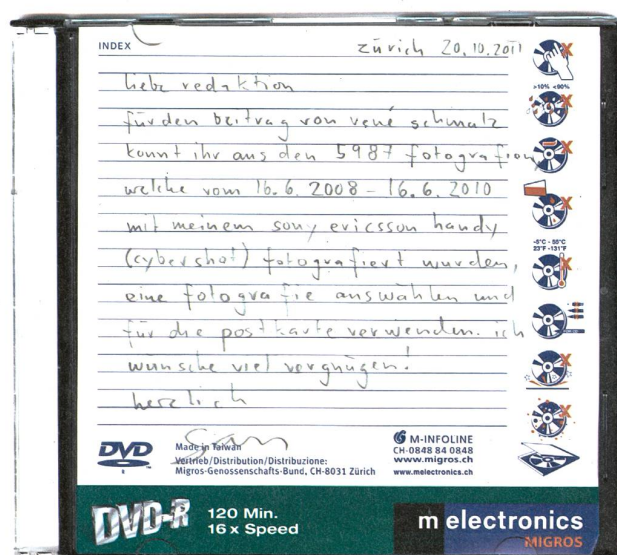 INDEX
zürich 20.10.2011
liebe redaktion
für den beitrag von rené schmalz
könnt ihr aus den 5987 fotografien,
welche vom 16.6.2008 – 16.6.2010
mit meinem sony ericsson handy
(cybershot) fotografiert wurden,
eine fotografie auswählen und
für die postkarte verwenden. ich
wünsche viel vergnügen!
herzlich
>10% <90%
-5°C - 55°C
23°F -131°F
DVD
R
Made in Taiwan
Vertrieb/Distribution/Distribuzione:
Migros-Genossenschafts-Bund, CH-8031 Zürich
M-INFOLINE
CH-0848 84 0848
www.migros.ch
www.melectronics.ch
DVD-R
120 Min.
16 x Speed
m electronics
MIGROS